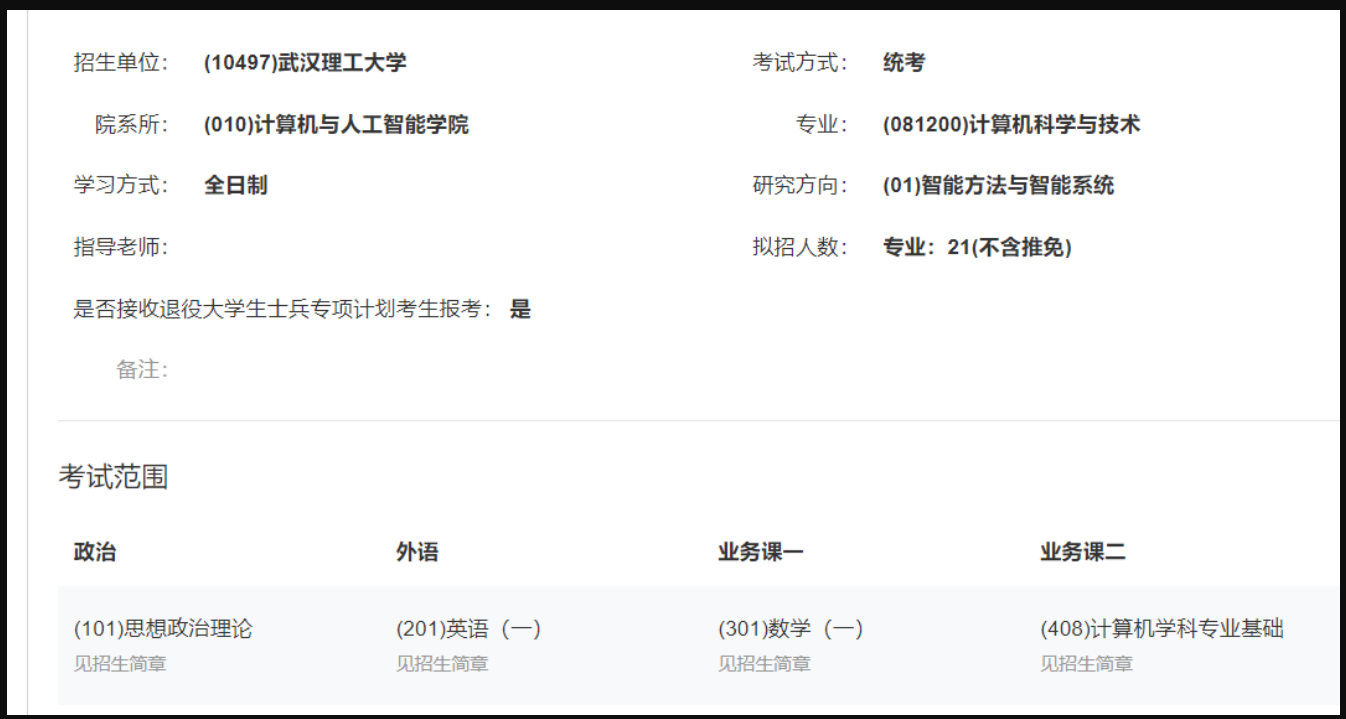 招生单位： (10497)武汉理工大学 考试方式： 统考
院系所： (010)计算机与人工智能学院 专业： (081200)计算机科学与技术
学习方式： 全日制 研究方向： (01)智能方法与智能系统
指导老师： 拟招人数： 专业：21(不含推免)
是否接收退役大学生士兵专项计划考生报考： 是
备注：
考试范围
政治 外语 业务课一 业务课二
(101)思想政治理论 (201)英语（一） (301)数学（一） (408)计算机学科专业基础
见招生简章 见招生简章 见招生简章 见招生简章